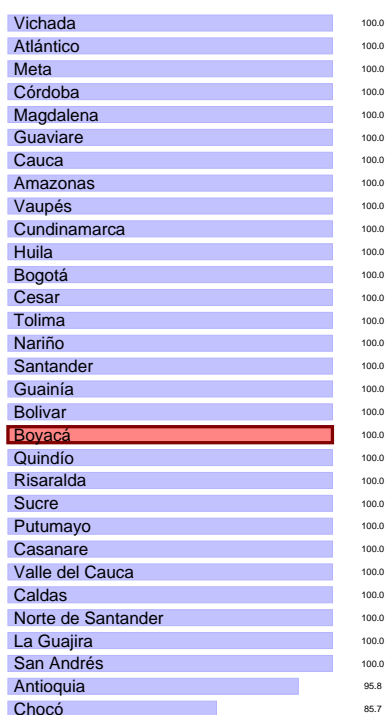 Vichada 100.0
Atlántico 100.0
Meta 100.0
Córdoba 100.0
Magdalena 100.0
Guaviare 100.0
Cauca 100.0
Amazonas 100.0
Vaupés 100.0
Cundinamarca 100.0
Huila 100.0
Bogotá 100.0
Cesar 100.0
Tolima 100.0
Nariño 100.0
Santander 100.0
Guainía 100.0
Bolivar 100.0
Boyacá 100.0
Quindío 100.0
Risaralda 100.0
Sucre 100.0
Putumayo 100.0
Casanare 100.0
Valle del Cauca 100.0
Caldas 100.0
Norte de Santander 100.0
La Guajira 100.0
San Andrés 100.0
Antioquia 95.8
Chocó 85.7